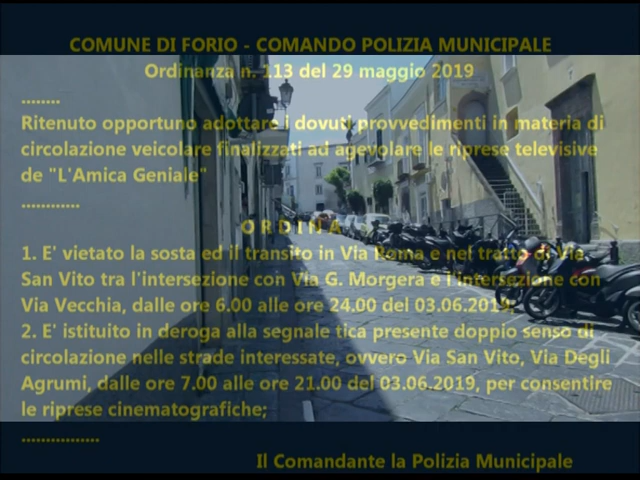 COMUNE DI FORIO - COMANDO POLIZIA MUNICIPALE
Ordinanza n. 113 del 29 maggio 2019
........
Ritenuto opportuno adottare i dovuti provvedimenti in materia di
circolazione veicolare finalizzati ad agevolare le riprese televisive
de "L'Amica Geniale"
............
O R D I N A
1. E' vietato la sosta ed il transito in Via Roma e nel tratto di Via
San Vito tra l'intersezione con Via G. Morgera e l'intersezione con
Via Vecchia, dalle ore 6.00 alle ore 24.00 del 03.06.2019
2. E' istituito in deroga alla segnale tica presente doppio senso di
circolazione nelle strade interessate, ovvero Via San Vito, Via Degli
Agrumi, dalle ore 7.00 alle ore 21.00 del 03.06.2019, per consentire
le riprese cinematografiche;
................
Il Comandante la Polizia Municipale